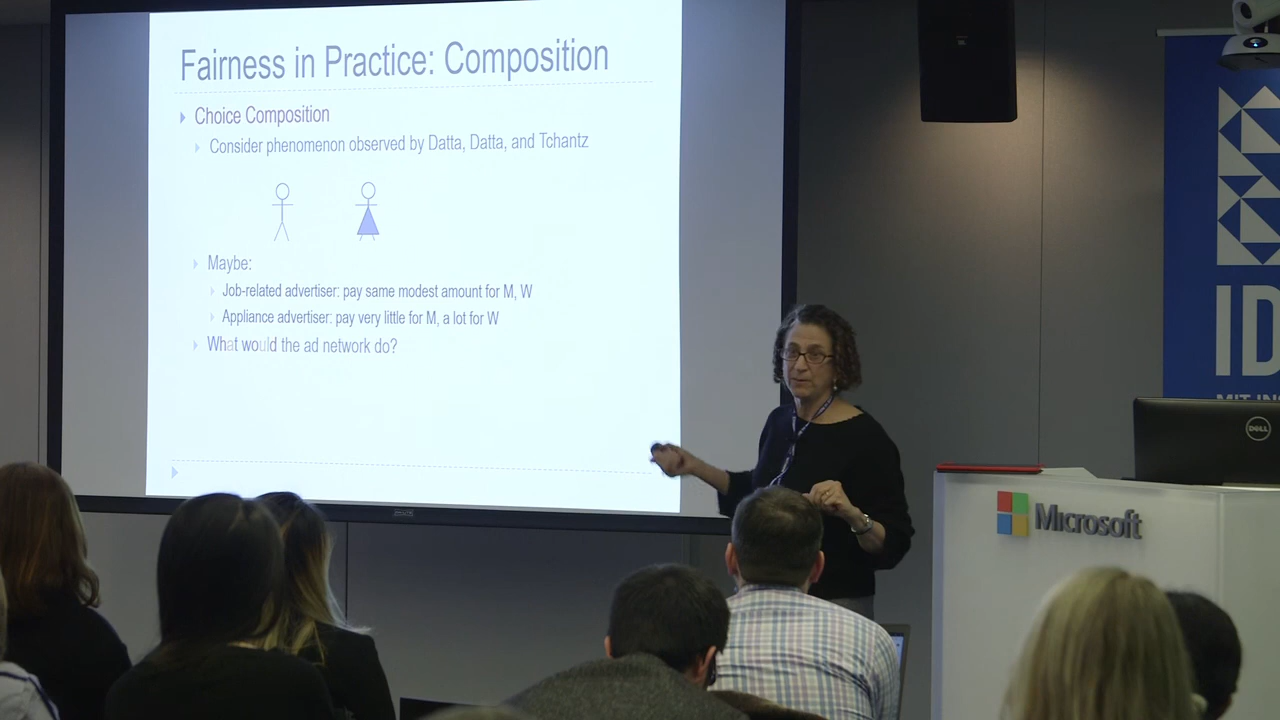 Fairness in Practice: Composition
Choice Composition
Consider phenomenon observed by Datta, Datta, and Tchantz
Maybe:
Job-related advertiser: pay same modest amount for M, W
Appliance advertiser: pay very little for M, a lot for W
What would the ad network do?
ID
MIT INS
DELL
Microsoft